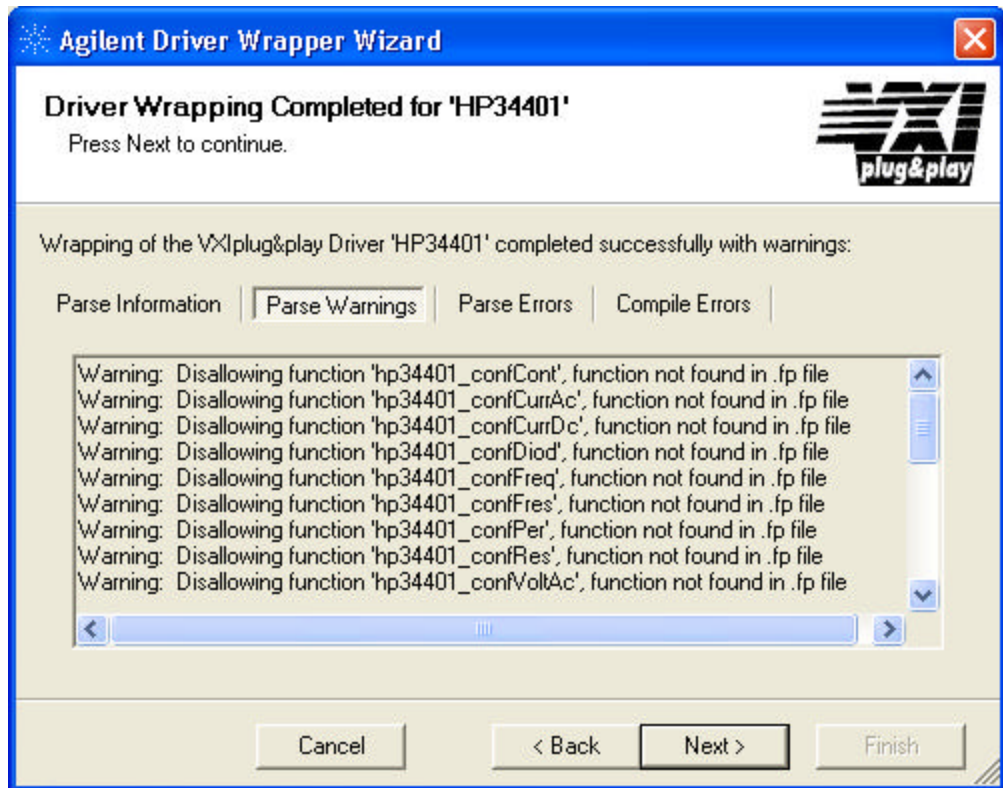 Agilent Driver Wrapper Wizard
Driver Wrapping Completed for 'HP34401'
Press Next to continue.
VXI
plug&play
Wrapping of the VXIplug&play Driver 'HP34401' completed successfully with warnings:
Parse Information Parse Warnings Parse Errors Compile Errors
Warning: Disallowing function 'hp34401_confCont', function not found in .fp file
Warning: Disallowing function 'hp34401_confCurrAc', function not found in .fp file
Warning: Disallowing function 'hp34401_confCurrDc', function not found in .fp file
Warning: Disallowing function 'hp34401_confDiod', function not found in .fp file
Warning: Disallowing function 'hp34401_confFreq', function not found in .fp file
Warning: Disallowing function 'hp34401_confFres', function not found in .fp file
Warning: Disallowing function 'hp34401_confPer', function not found in .fp file
Warning: Disallowing function 'hp34401_confRes', function not found in .fp file
Warning: Disallowing function 'hp34401_confVoltAc', function not found in .fp file
Cancel < Back Next > Finish